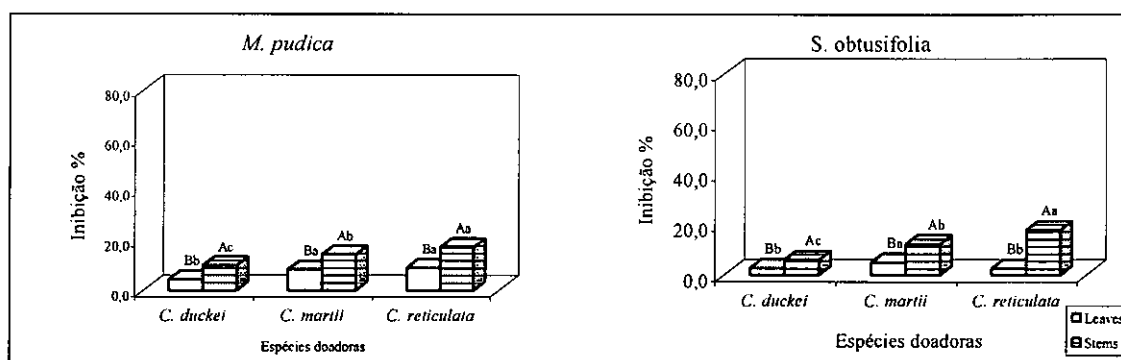 M. pudica
Inibição %
80,0
60,0
40,0
20,0
0,0
Bb
Ac
Ba
Ab
Ba
Aa
C. duckei
C. martii
C. reticulata
Espécies doadoras
S. obtusifolia
Inibição %
80,0
60,0
40,0
20,0
0,0
Bb
Ac
Ba
Ab
Bb
Aa
C. duckei
C. martii
C. reticulata
Espécies doadoras
Leaves
Stems